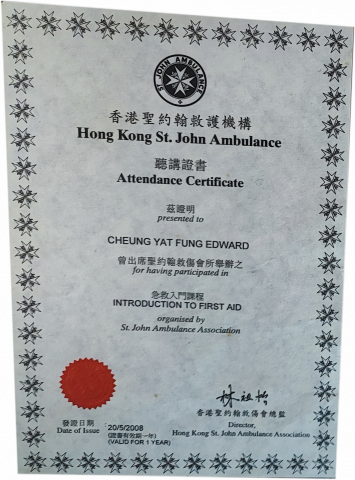 ST. JOHN AMBULANCE
香港聖約翰救護機構
Hong Kong St. John Ambulance
聽講證書
Attendance Certificate
茲證明
presented to
CHEUNG YAT FUNG EDWARD
曾出席聖約翰救傷會所舉辦之
for having participated in
急救入門課程
INTRODUCTION TO FIRST AID
organised by
St. John Ambulance Association
香港聖約翰救傷會總監
Director,
Hong Kong St. John Ambulance Association
發證日期 20/5/2008
Date of Issue (證書有效期一年)
(VALID FOR 1 YEAR)